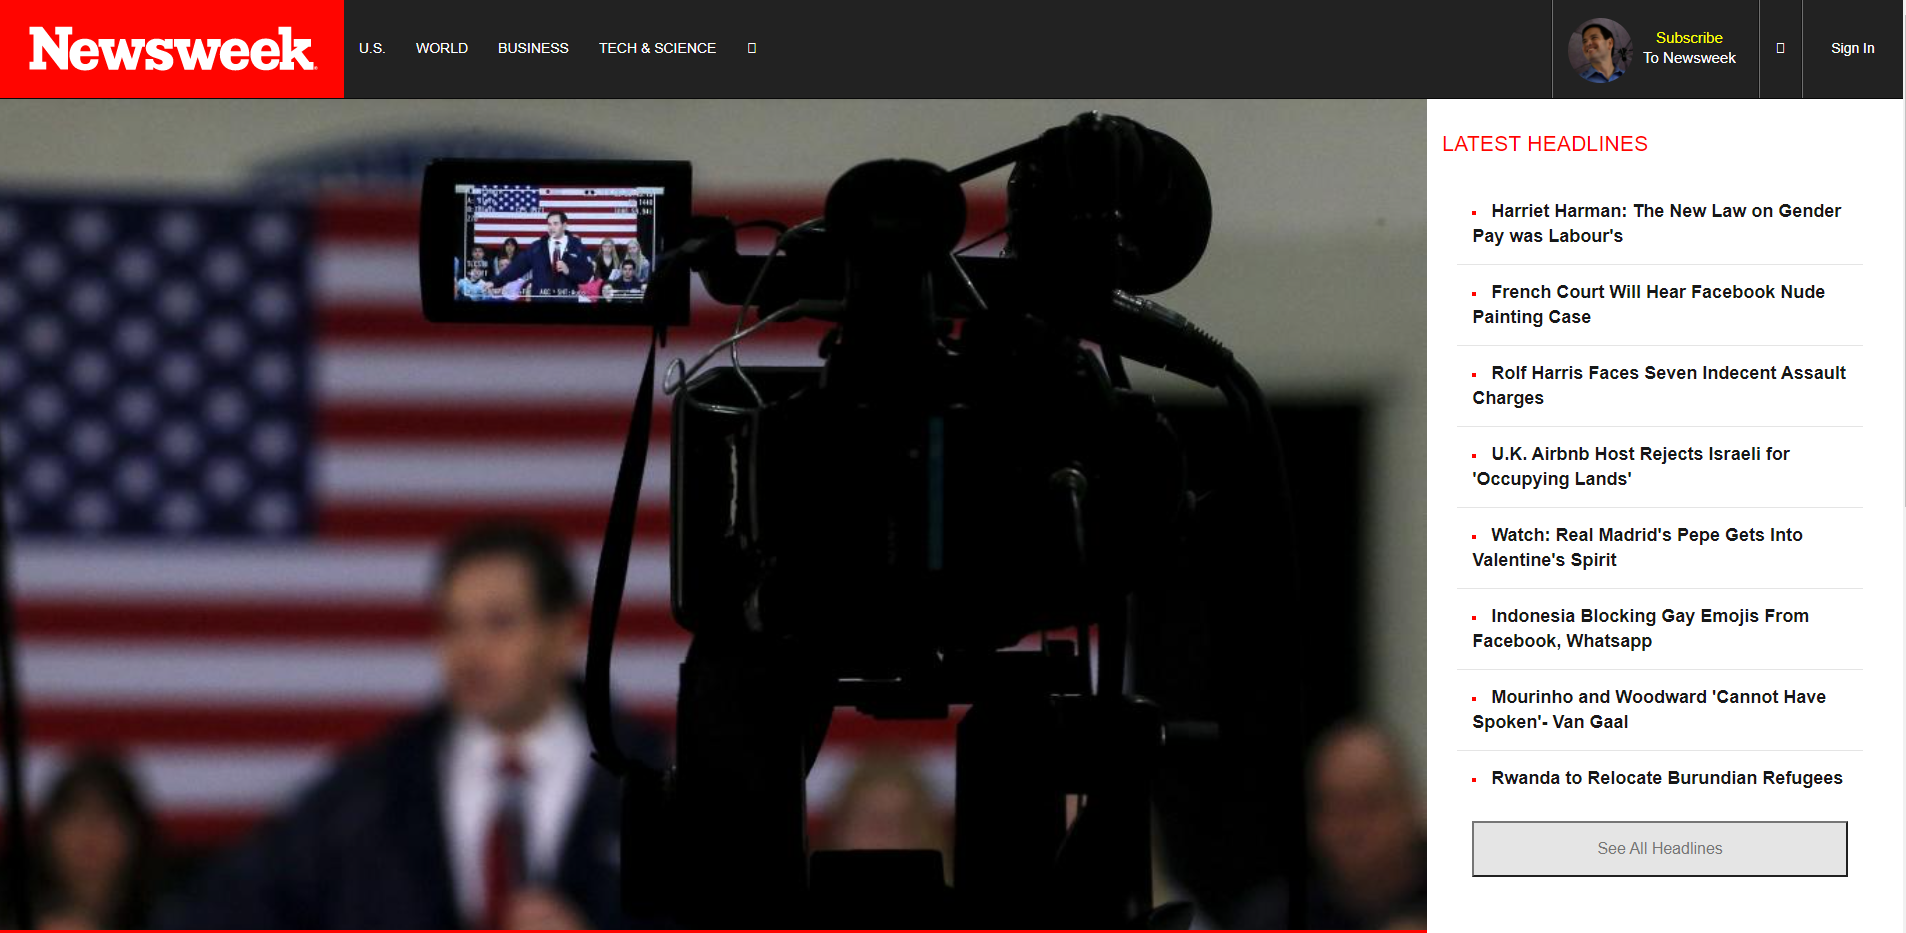 Newsweek
U.S.
WORLD
BUSINESS
TECH & SCIENCE
Subscribe
To Newsweek
Sign In
LATEST HEADLINES
Harriet Harman: The New Law on Gender
Pay was Labour's
French Court Will Hear Facebook Nude
Painting Case
Rolf Harris Faces Seven Indecent Assault
Charges
U.K. Airbnb Host Rejects Israeli for
'Occupying Lands'
Watch: Real Madrid's Pepe Gets Into
Valentine's Spirit
Indonesia Blocking Gay Emojis From
Facebook, Whatsapp
Mourinho and Woodward 'Cannot Have
Spoken'- Van Gaal
Rwanda to Relocate Burundian Refugees
See All Headlines